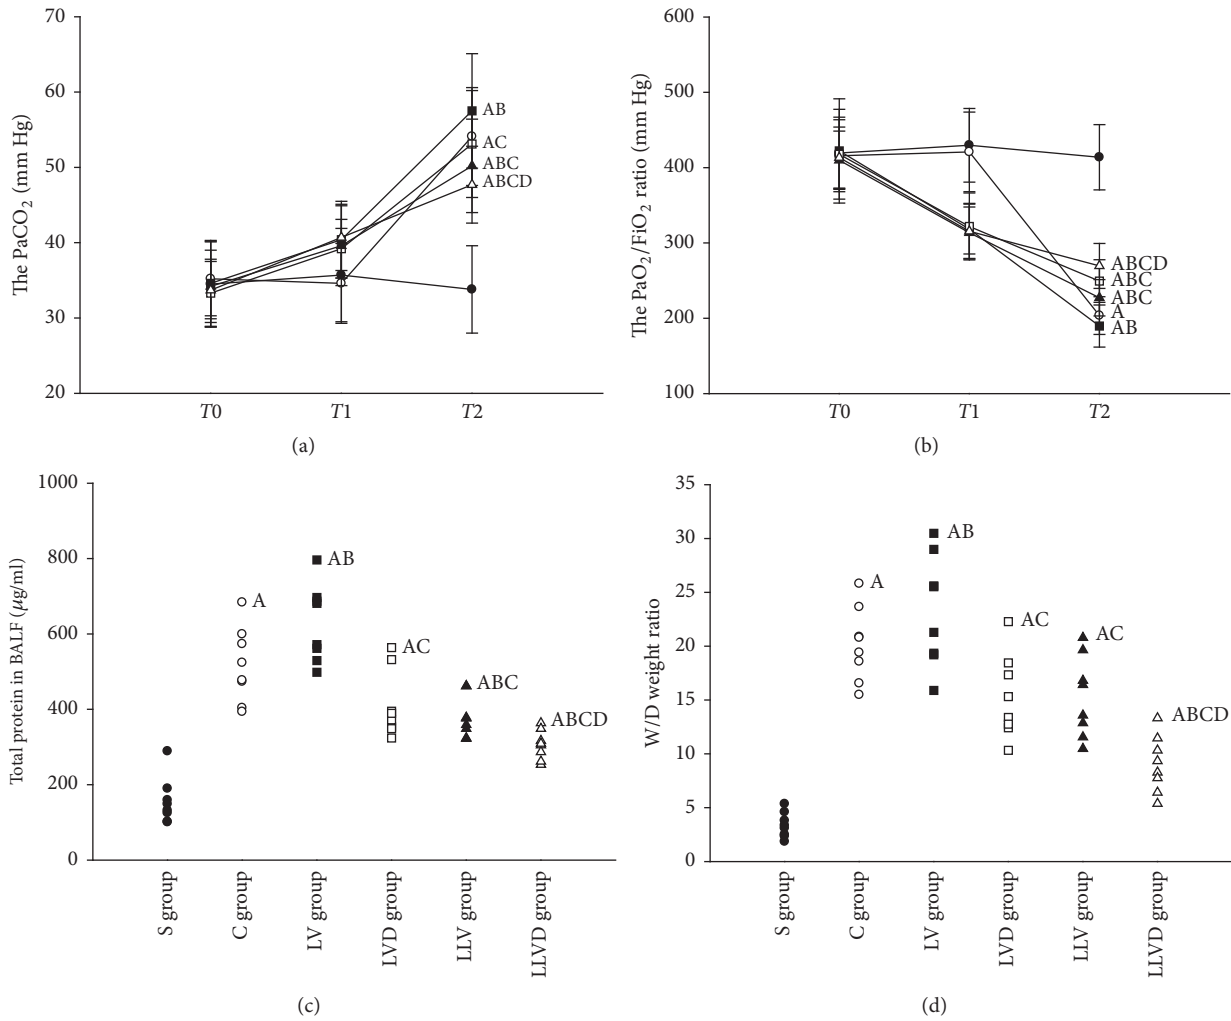 The PaCO2 (mm Hg)
70
60
50
40
30
20
AB
AC
ABC
ABCD
T0
T1
T2
(a)
The PaO2/FiO2 ratio (mm Hg)
600
500
400
300
200
100
ABCD
ABC
ABC
A
AB
T0
T1
T2
(b)
Total protein in BALF (μg/ml)
1000
800
600
400
200
0
A
AB
AC
ABC
ABCD
S group
C group
LV group
LVD group
LLV group
LLVD group
(c)
W/D weight ratio
35
30
25
20
15
10
5
0
A
AB
AC
AC
ABCD
S group
C group
LV group
LVD group
LLV group
LLVD group
(d)